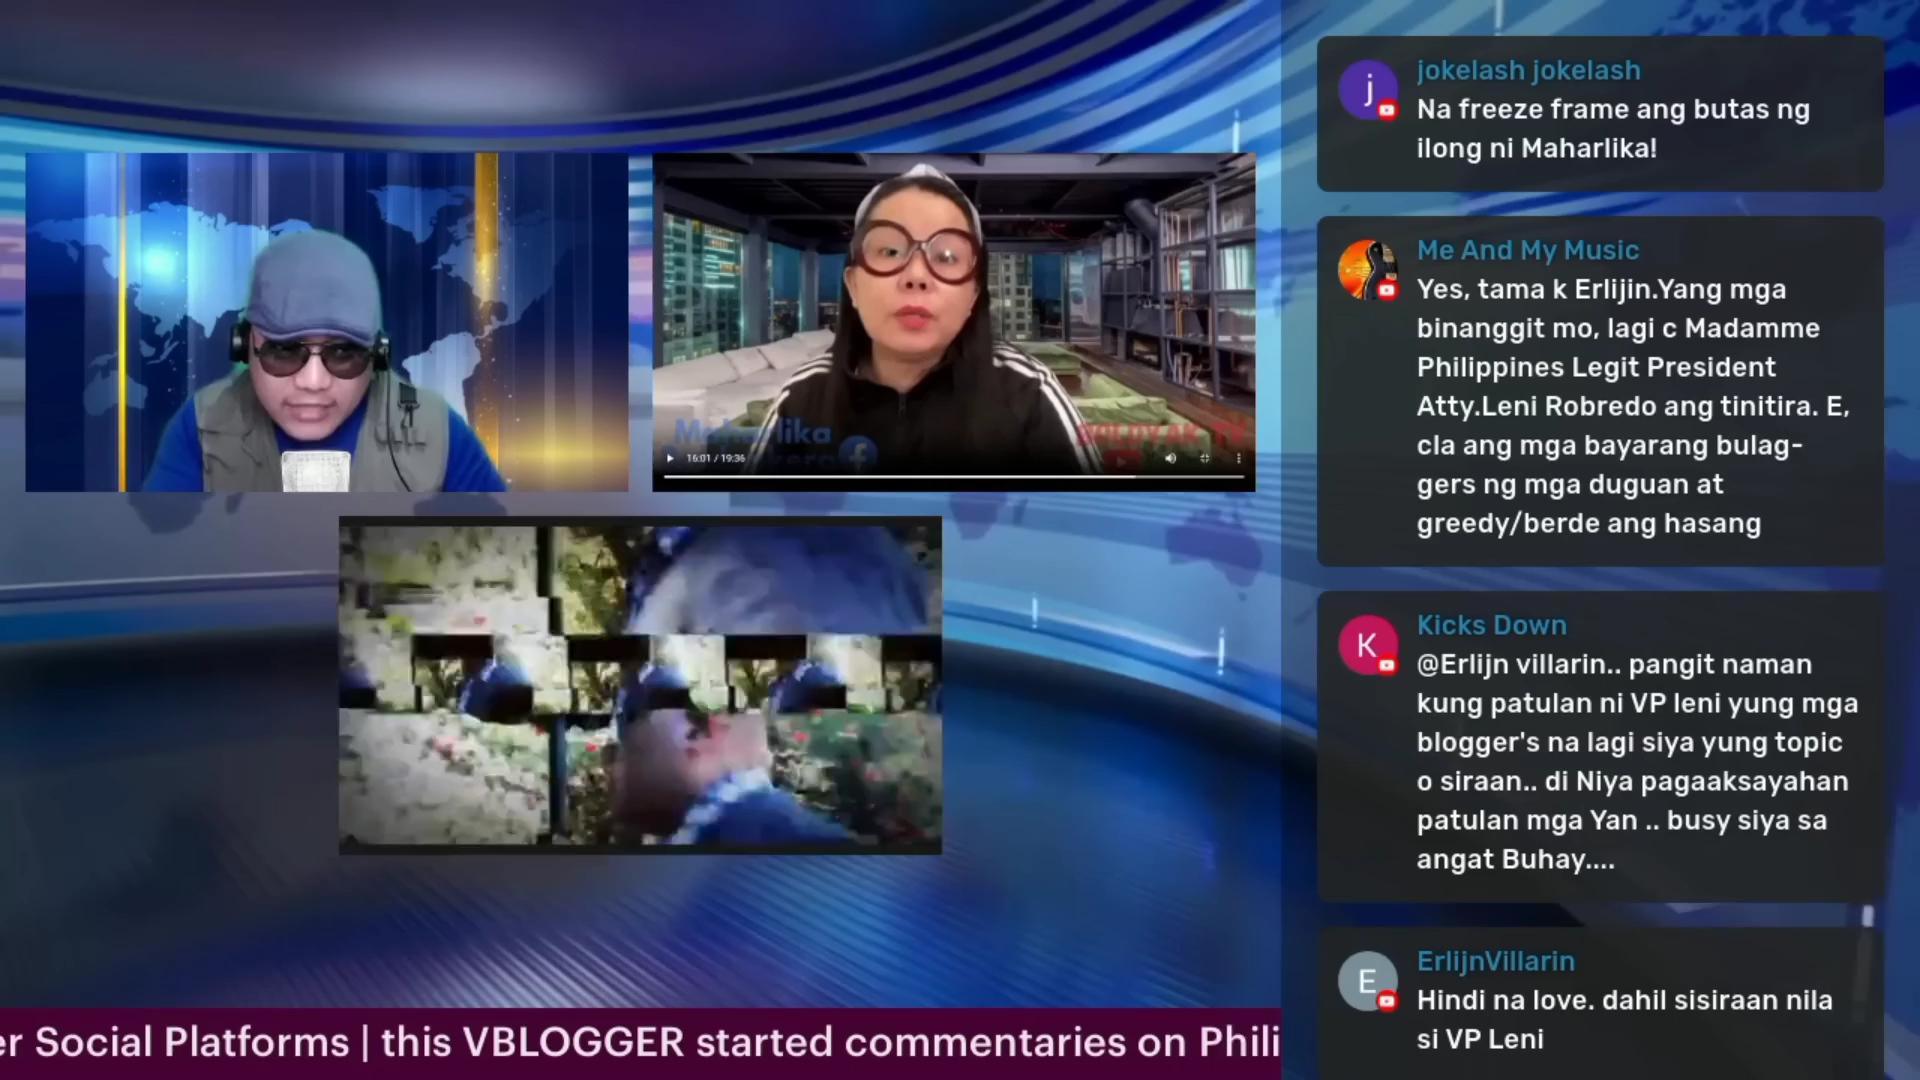 jokelash jokelash
Na freeze frame ang butas ng
ilong ni Maharlika!
Me And My Music
Yes, tama k Erlijin.Yang mga
binanggit mo, lagi c Madamme
Philippines Legit President
Atty.Leni Robredo ang tinitira. E,
cla ang mga bayarang bulag-
gers ng mga duguan at
greedy/berde ang hasang
Kicks Down
@Erlijn villarin.. pangit naman
kung patulan ni VP leni yung mga
blogger's na lagi siya yung topic
o siraan.. di Niya pagaaksayahan
patulan mga Yan .. busy siya sa
angat Buhay....
ErlijnVillarin
Hindi na love. dahil sisiraan nila
si VP Leni
j
K
E
Maharlika
16:01 / 19:36
er Social Platforms | this VBLOGGER started commentaries on Phili